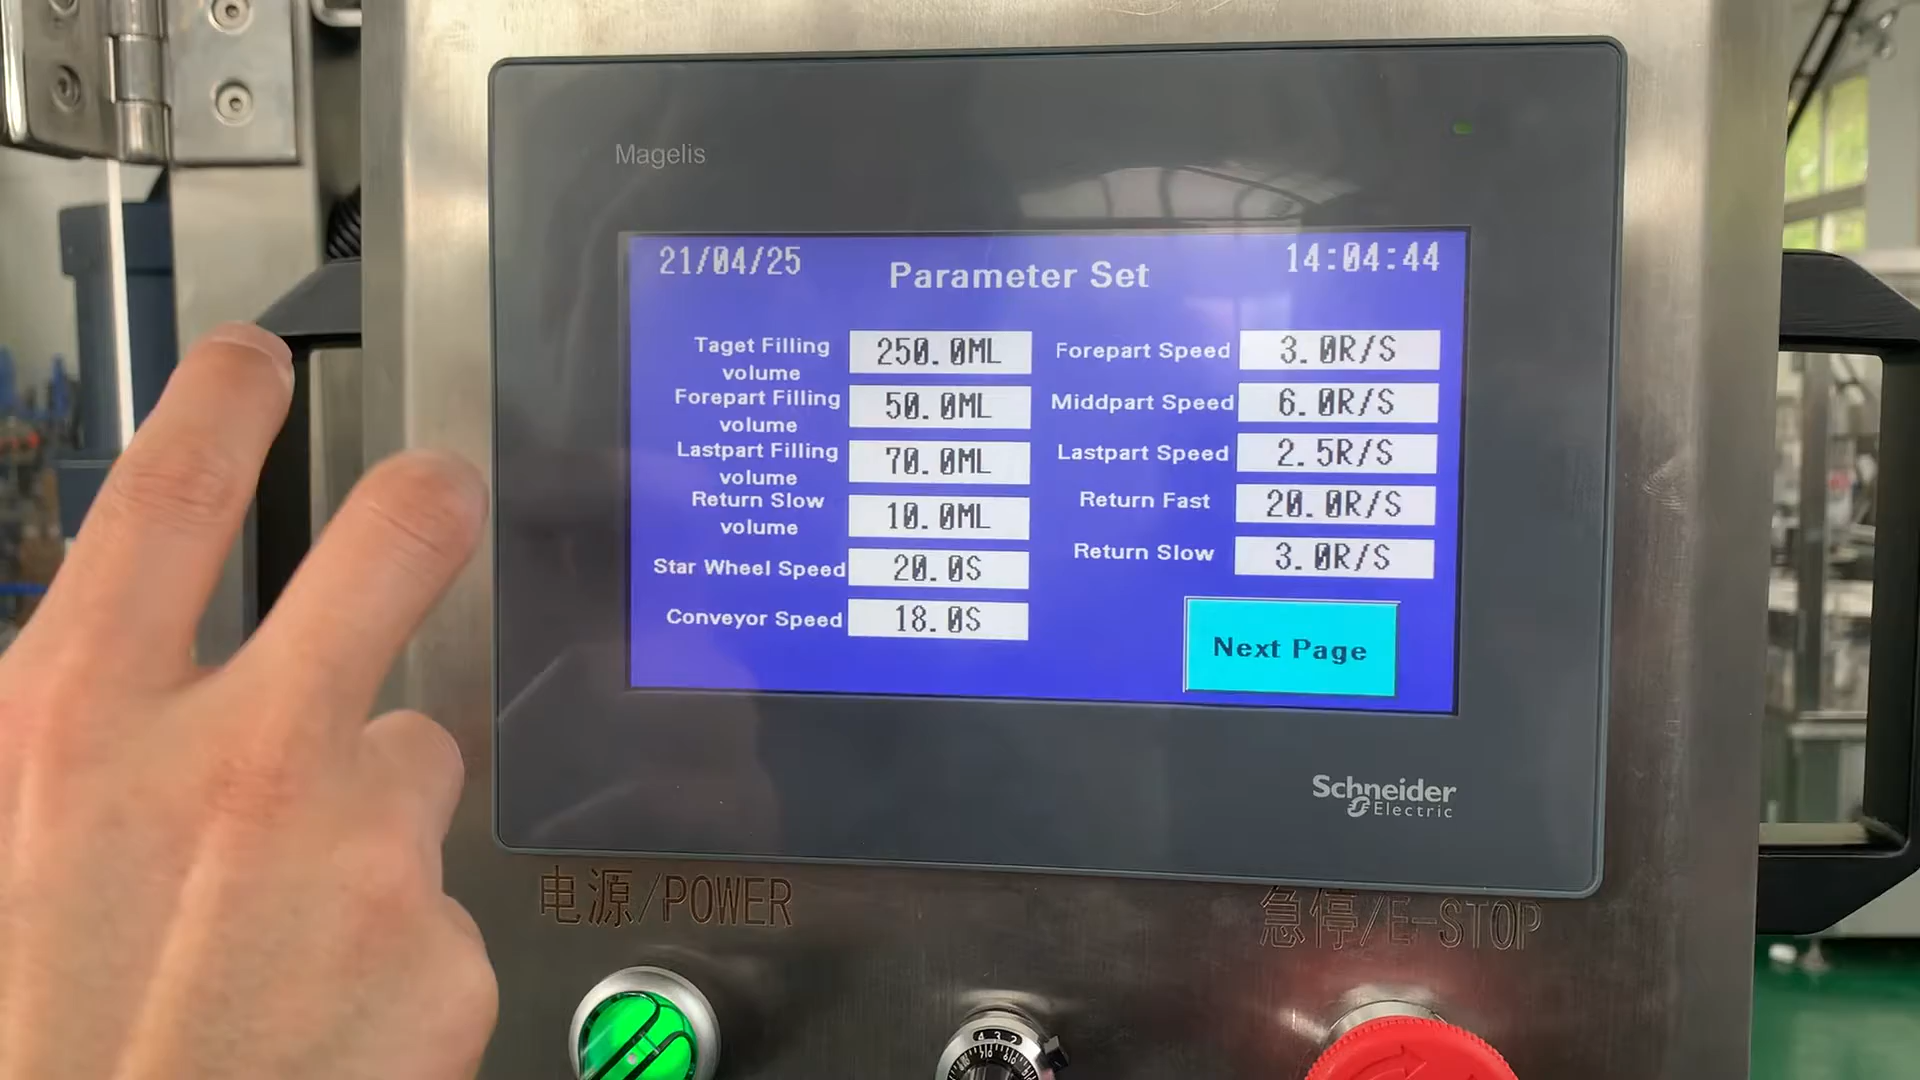 Magelis
21/04/25
Parameter Set
14:04:44
Taget Filling
volume
250.0ML
Forepart Speed
3.0R/S
Forepart Filling
volume
50.0ML
Middpart Speed
6.0R/S
Lastpart Filling
volume
70.0ML
Lastpart Speed
2.5R/S
Return Slow
volume
10.0ML
Return Fast
20.0R/S
Star Wheel Speed
20.0S
Return Slow
3.0R/S
Conveyor Speed
18.0S
Next Page
Schneider
Electric
电源/POWER
急停/E-STOP